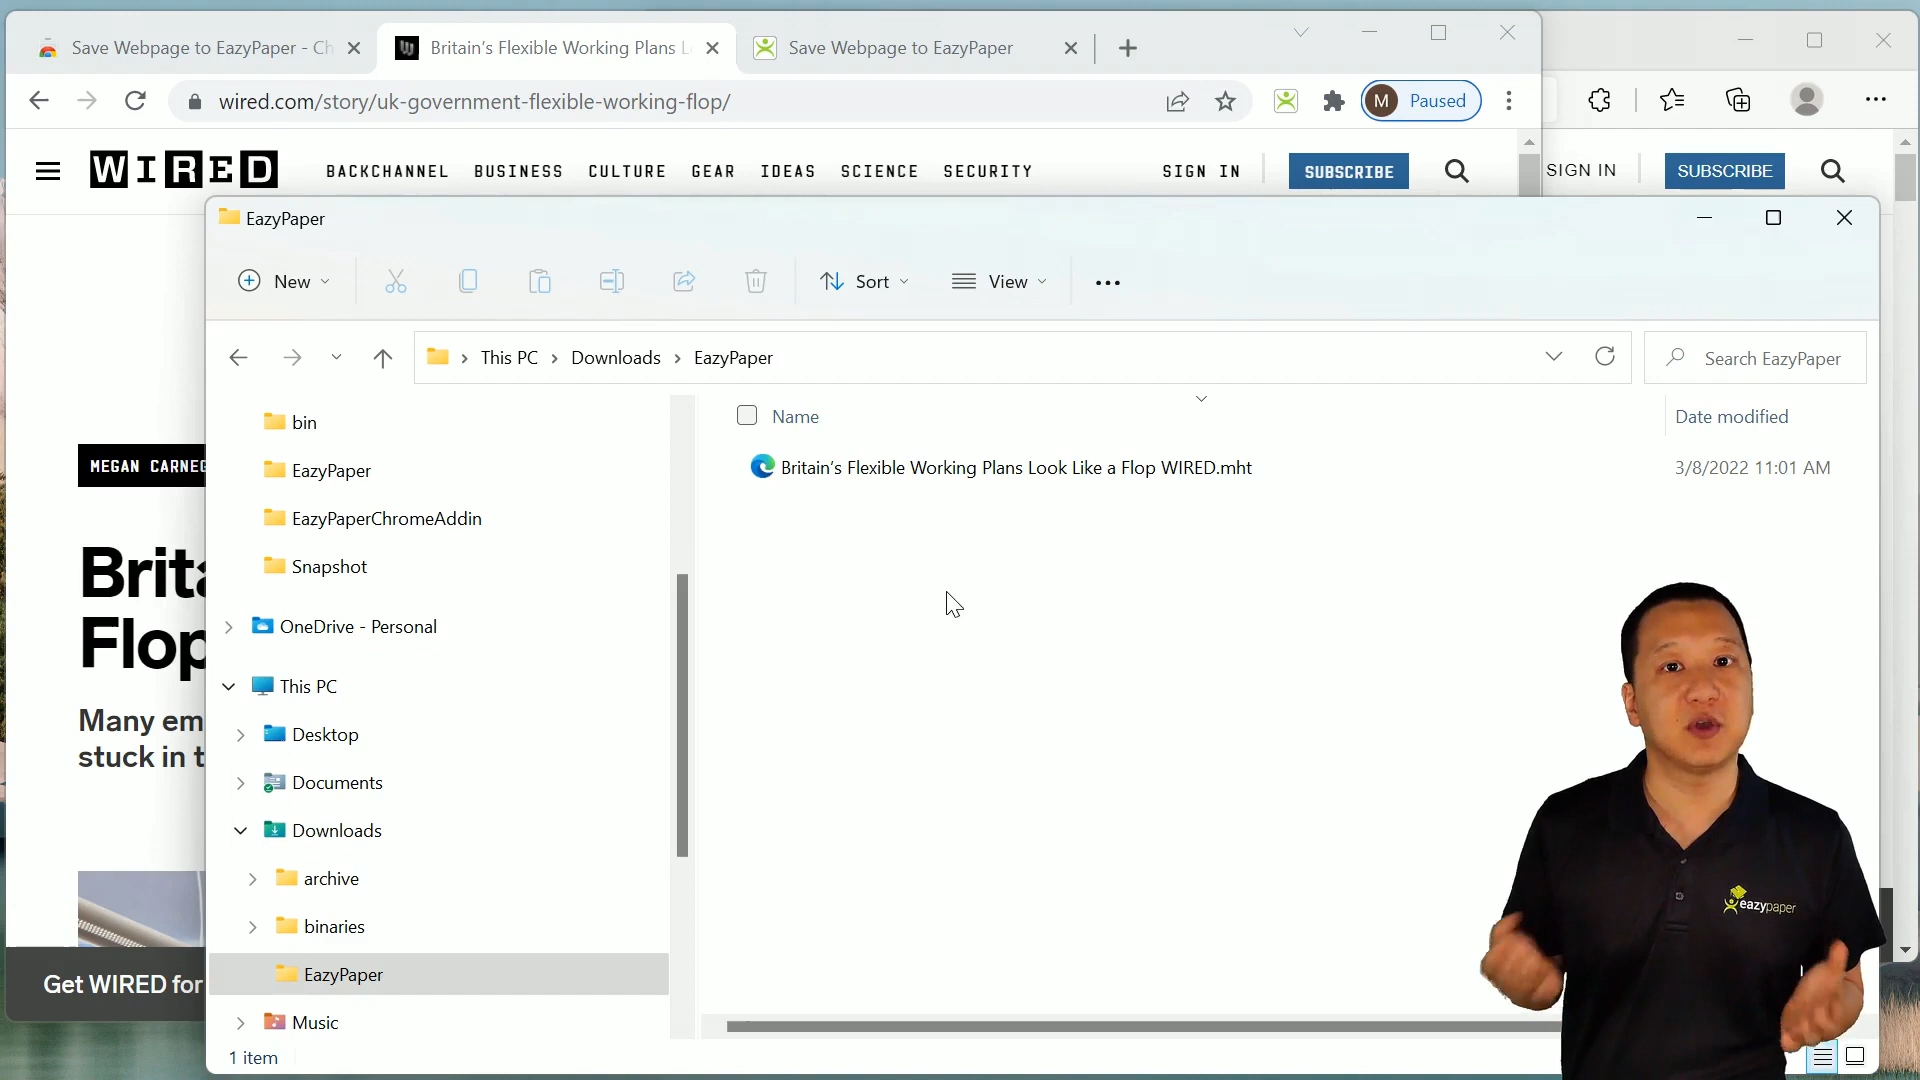 Save Webpage to EazyPaper - Ch
Britain's Flexible Working Plans L
Save Webpage to EazyPaper
wired.com/story/uk-government-flexible-working-flop/
M Paused
WIRED
BACKCHANNEL BUSINESS CULTURE GEAR IDEAS SCIENCE SECURITY
SIGN IN
SUBSCRIBE
SIGN IN
SUBSCRIBE
EazyPaper
New
Sort
View
This PC > Downloads > EazyPaper
Search EazyPaper
MEGAN CARNEG
Brita
Flop
Many em
stuck in t
Get WIRED for
bin
EazyPaper
EazyPaperChromeAddin
Snapshot
OneDrive - Personal
This PC
Desktop
Documents
Downloads
archive
binaries
EazyPaper
Music
Name
Date modified
Britain's Flexible Working Plans Look Like a Flop WIRED.mht
3/8/2022 11:01 AM
1 item
eazypaper